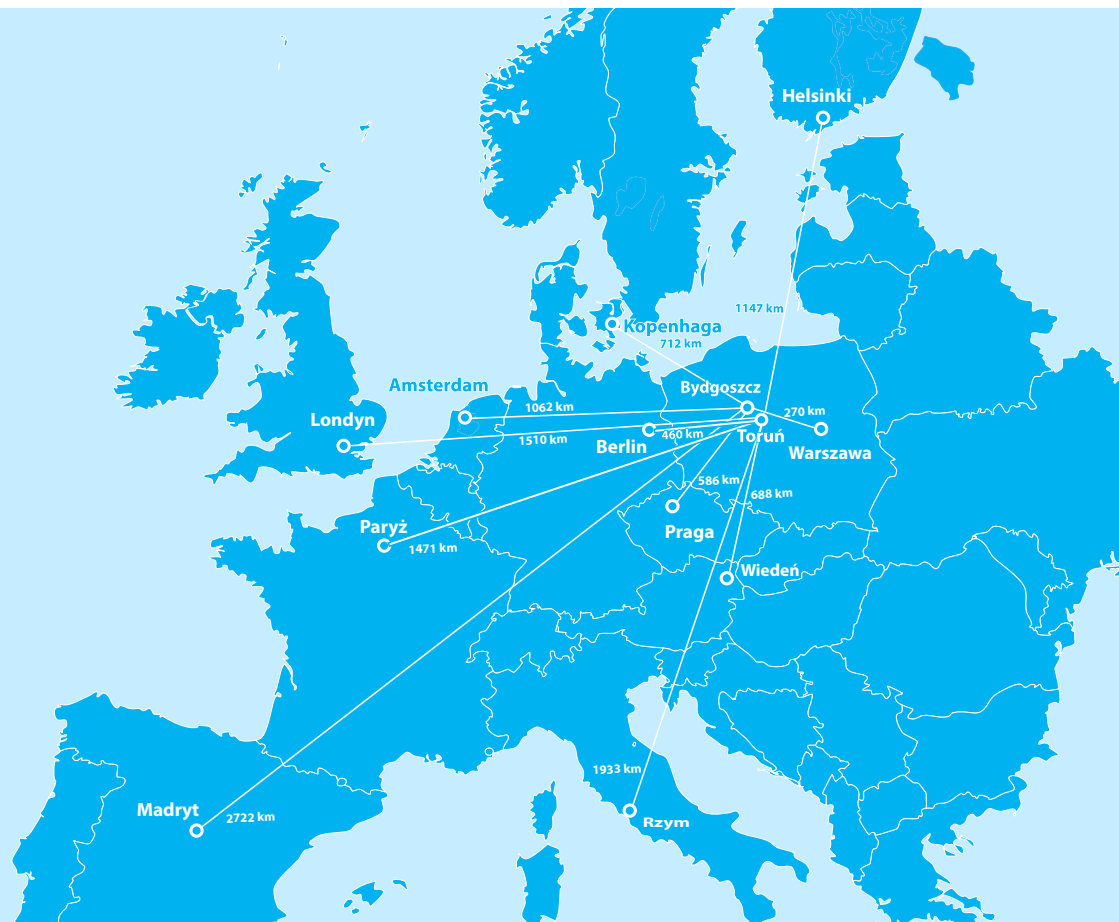 Helsinki
1147 km
Kopenhaga
712 km
Amsterdam
Bydgoszcz
1062 km
270 km
Londyn
1510 km
Berlin
460 km
Toruń
Warszawa
586 km
688 km
Paryż
1471 km
Praga
Wiedeń
1933 km
Madryt
2722 km
Rzym